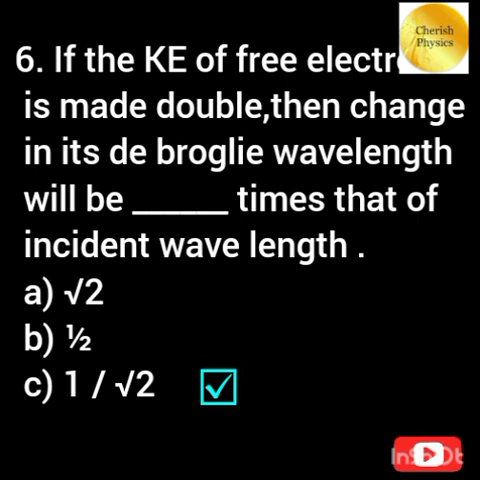 Cherish
Physics
6. If the KE of free
is made double,then change
in its de broglie wavelength
will be ______ times that of
incident wave length .
a) √2
b) ½
c) 1 / √2